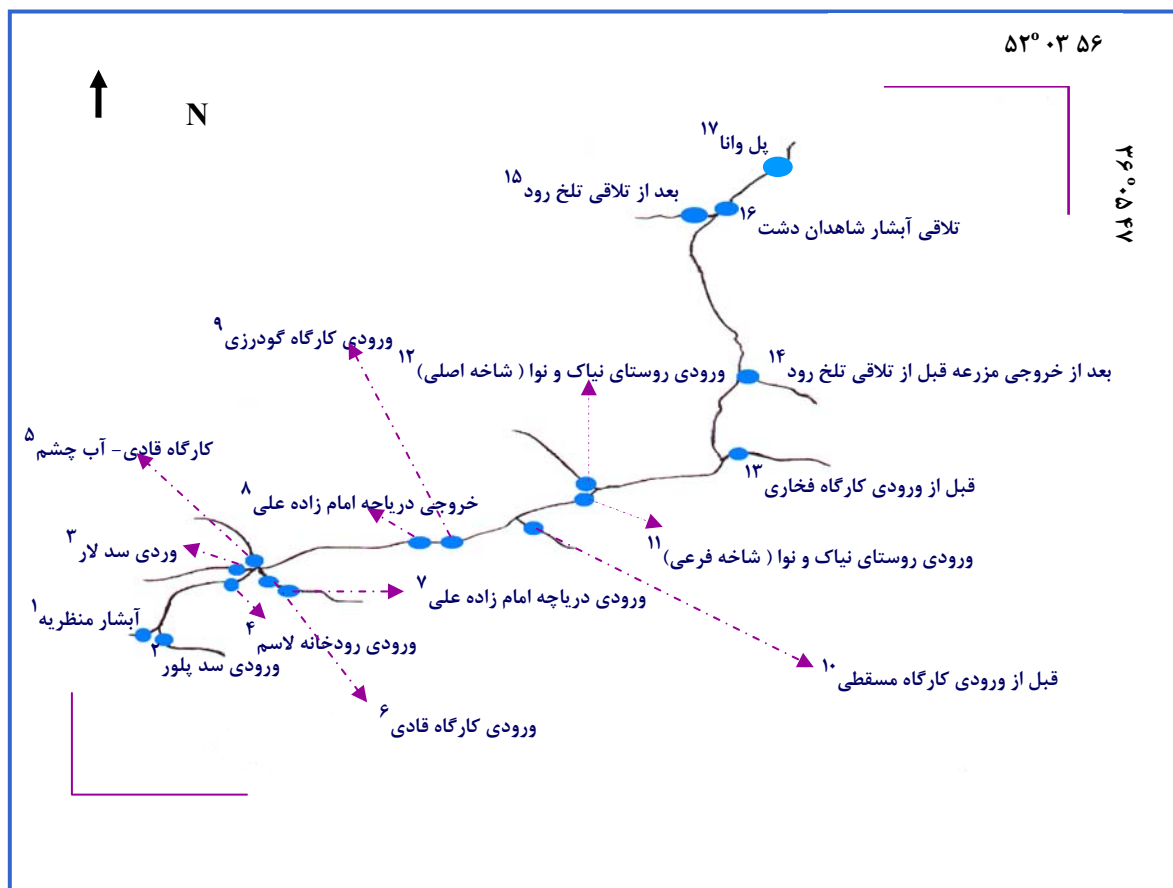 ۵۲° ۰۳ ۵۶
N
۳۶° ۰۵ ۴۷
۱۷ پل وانا
۱۵ بعد از تلاقی تلخ رود
۱۶ تلاقی آبشار شاهدان دشت
۹ ورودی کارگاه گودرزی
۱۲ ورودی روستای نیاک و نوا ( شاخه اصلی)
۱۴ بعد از خروجی مزرعه قبل از تلاقی تلخ رود
۵ کارگاه قادی- آب چشم
۸ خروجی دریاچه امام زاده علی
۱۳ قبل از ورودی کارگاه فخاری
۳ وردی سد لار
۱۱ ورودی روستای نیاک و نوا ( شاخه فرعی)
۷ ورودی دریاچه امام زاده علی
۱ آبشار منظریه
۴ ورودی رودخانه لاسم
۲ ورودی سد پلور
۱۰ قبل از ورودی کارگاه مسقطی
۶ ورودی کارگاه قادی